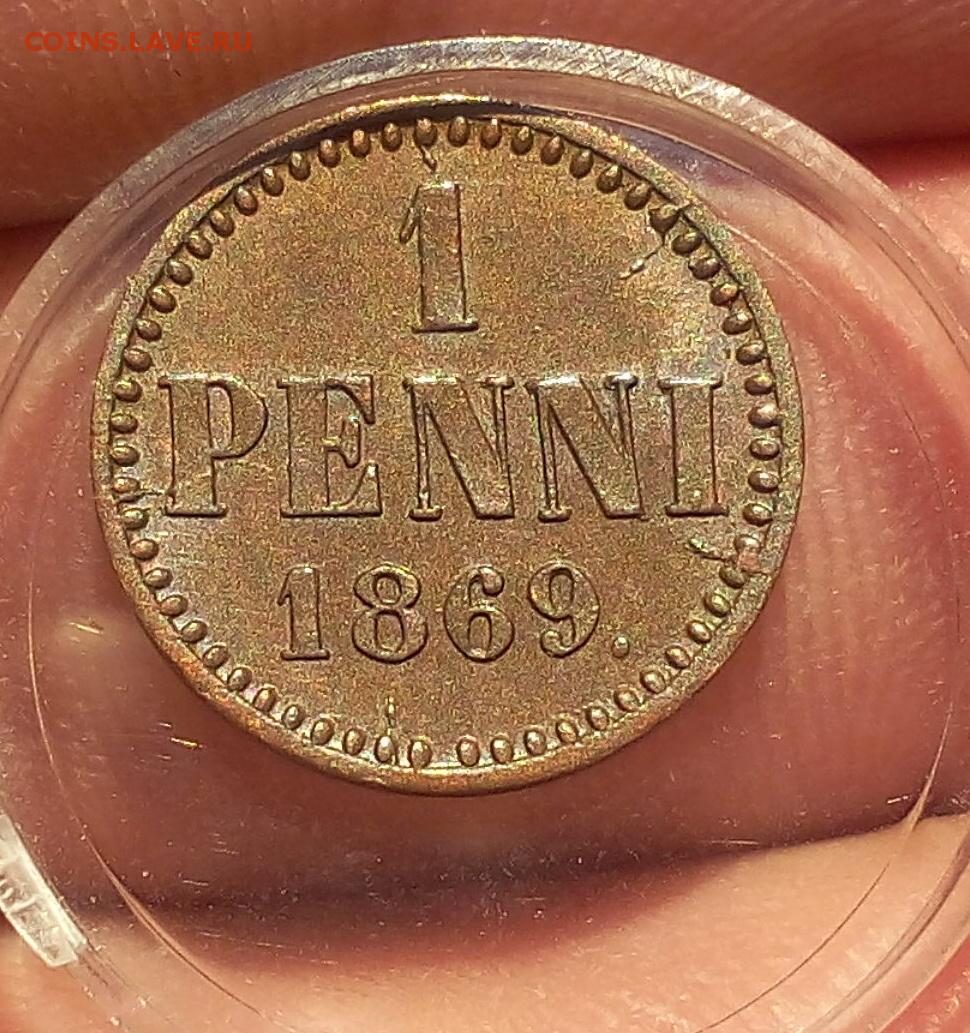 COINS.LAVE.RU
1
PENNI
1869.